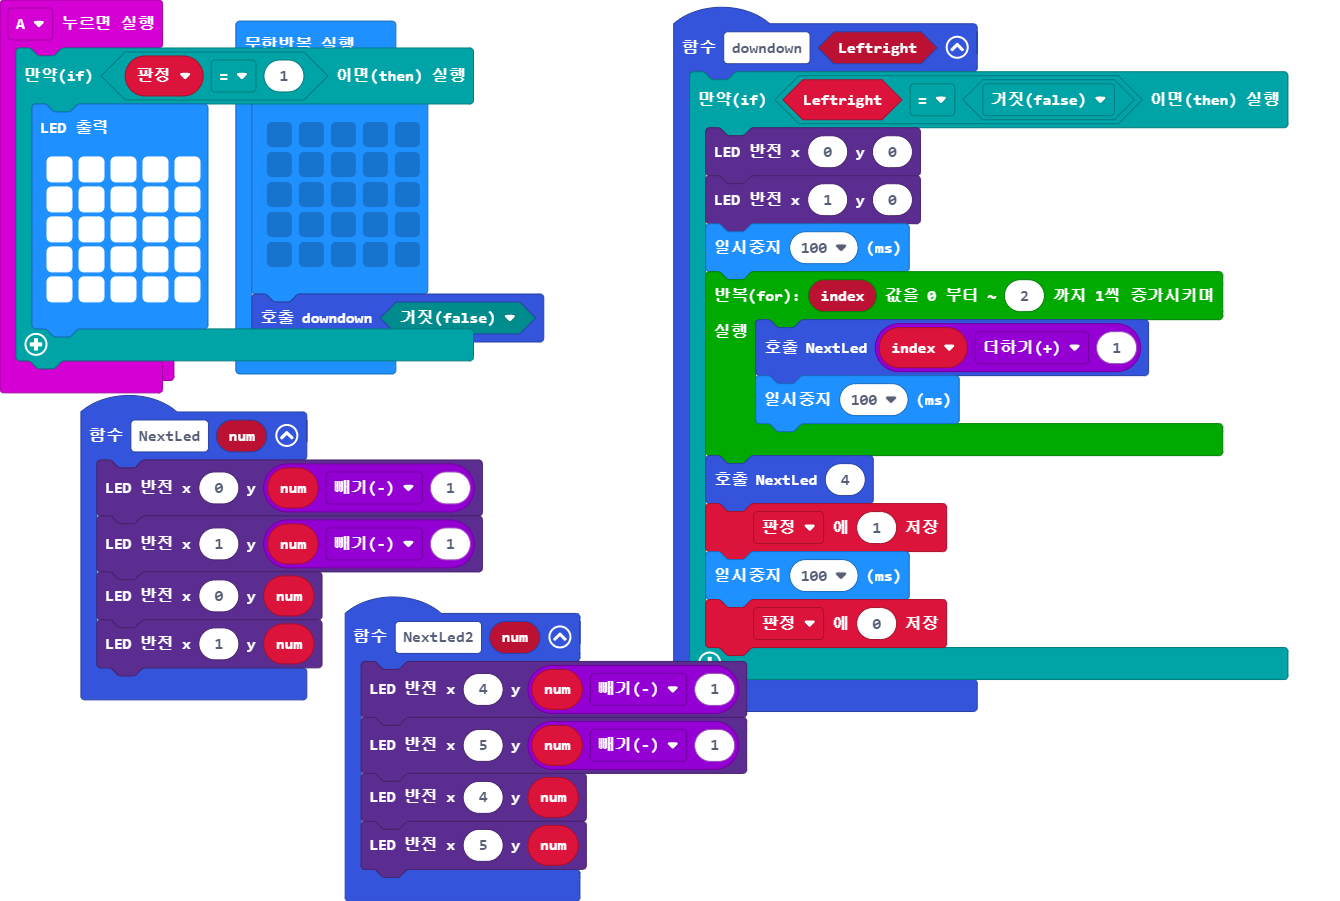 A 누르면 실행
만약(if) 판정 = 1 이면(then) 실행
LED 출력
무한반복 실행
호출 downdown 거짓(false)
함수 NextLed num
LED 반전 x 0 y num 빼기(-) 1
LED 반전 x 1 y num 빼기(-) 1
LED 반전 x 0 y num
LED 반전 x 1 y num
함수 NextLed2 num
LED 반전 x 4 y num 빼기(-) 1
LED 반전 x 5 y num 빼기(-) 1
LED 반전 x 4 y num
LED 반전 x 5 y num
함수 downdown Leftright
만약(if) Leftright = 거짓(false) 이면(then) 실행
LED 반전 x 0 y 0
LED 반전 x 1 y 0
일시중지 100 (ms)
반복(for): index 값을 0 부터 ~ 2 까지 1씩 증가시키며
실행
호출 NextLed index 더하기(+) 1
일시중지 100 (ms)
호출 NextLed 4
판정 에 1 저장
일시중지 100 (ms)
판정 에 0 저장